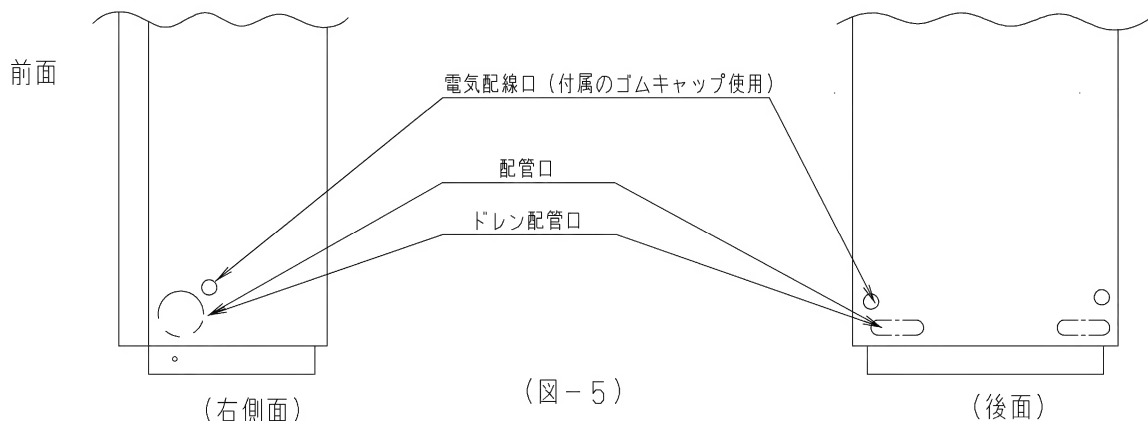 前面
電気配線口（付属のゴムキャップ使用）
配管口
ドレン配管口
（右側面）
（図－５）
（後面）